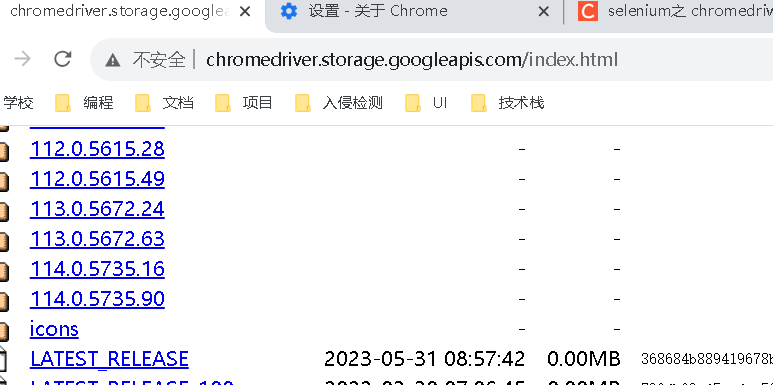 chromedriver.storage.googlea
设置 - 关于 Chrome
selenium之 chromedriv
不安全 | chromedriver.storage.googleapis.com/index.html
学校 编程 文档 项目 入侵检测 UI 技术栈
112.0.5615.28 - -
112.0.5615.49 - -
113.0.5672.24 - -
113.0.5672.63 - -
114.0.5735.16 - -
114.0.5735.90 - -
icons - -
LATEST_RELEASE 2023-05-31 08:57:42 0.00MB 368684b889419678b